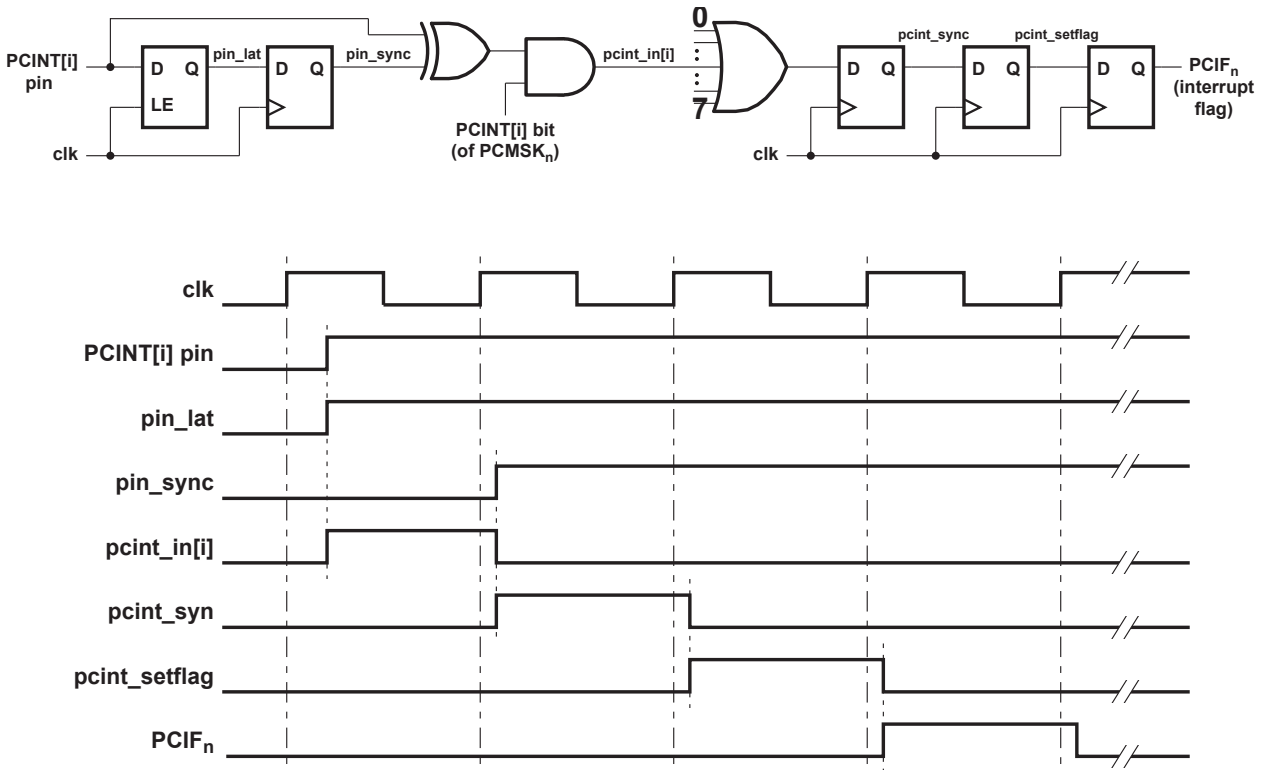 PCINT[i]
pin
D Q
LE
clk
pin_lat
D Q
pin_sync
PCINT[i] bit
(of PCMSKn)
pcint_in[i]
0
7
clk
D Q
pcint_sync
D Q
pcint_setflag
D Q
PCIFn
(interrupt
flag)
clk
PCINT[i] pin
pin_lat
pin_sync
pcint_in[i]
pcint_syn
pcint_setflag
PCIFn